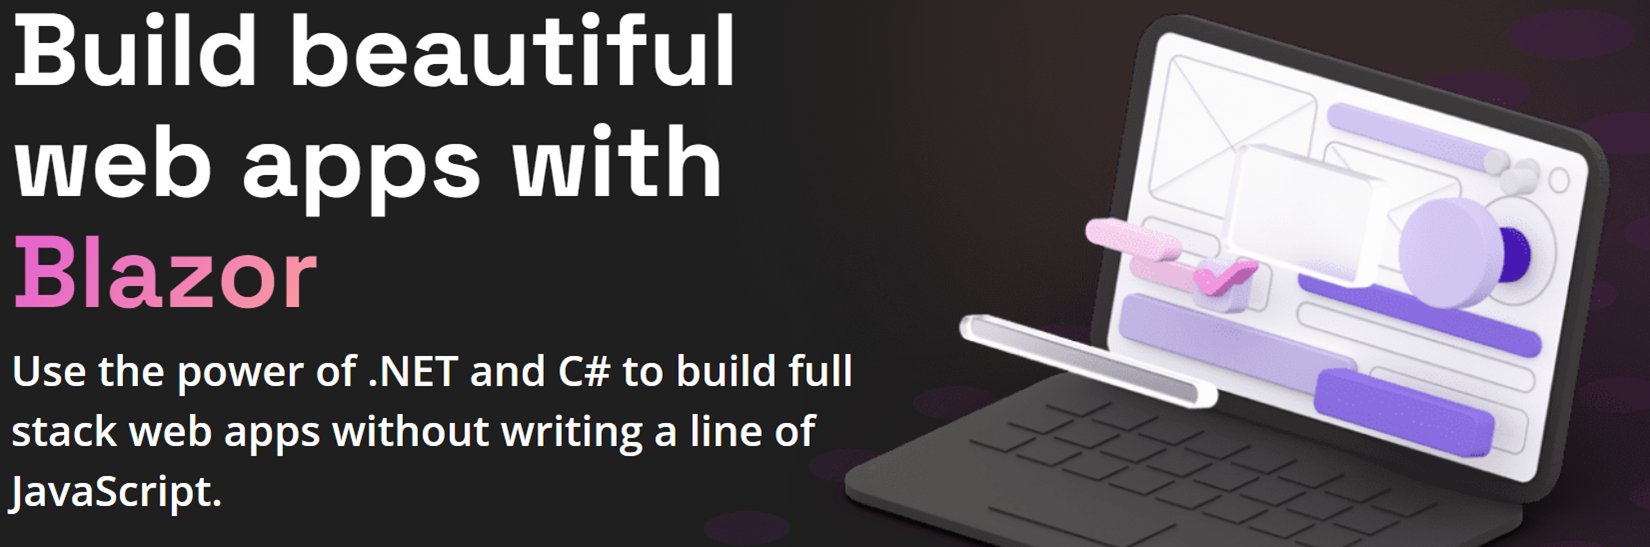 Build beautiful
web apps with
Blazor
Use the power of .NET and C# to build full
stack web apps without writing a line of
JavaScript.